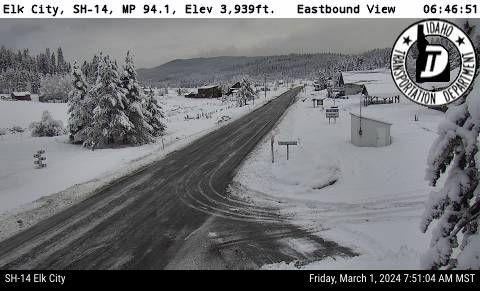 Elk City, SH-14, MP 94.1, Elev 3,939ft. Eastbound View 06:46:51
IDAHO
TRANSPORTATION DEPARTMENT
SH-14 Elk City Friday, March 1, 2024 7:51:04 AM MST